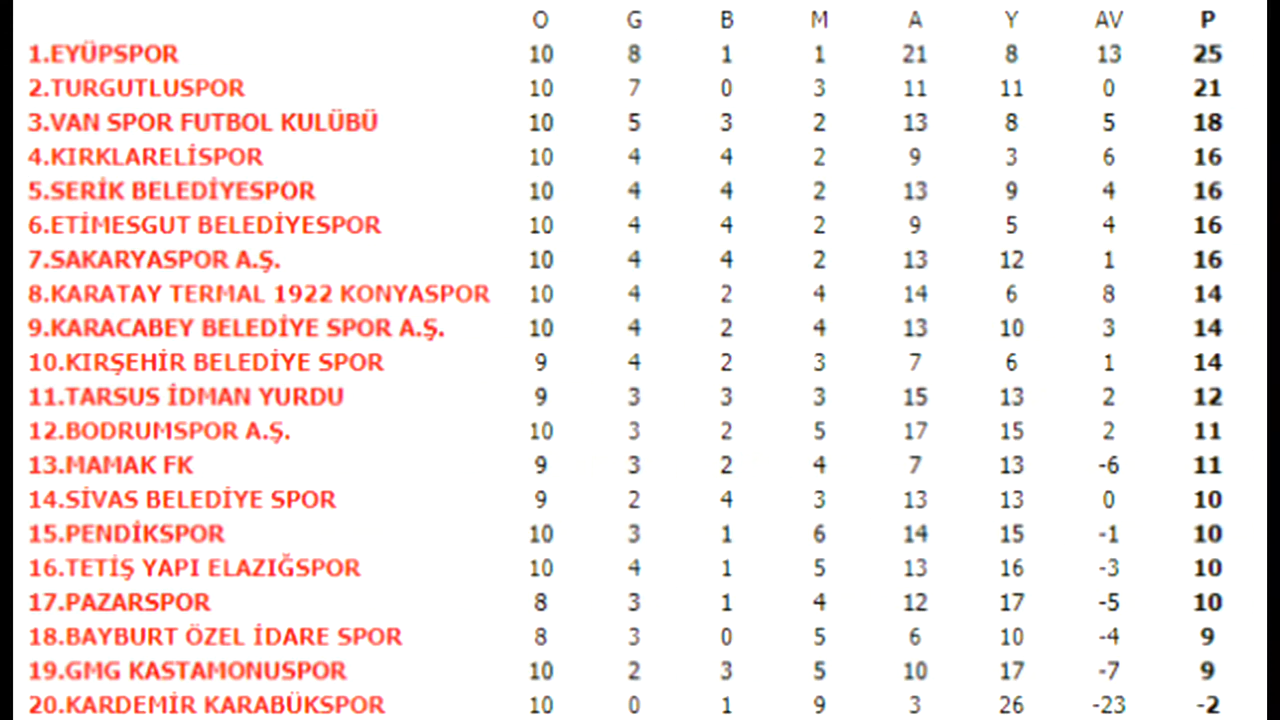 O G B M A Y AV P
1.EYÜPSPOR 10 8 1 1 21 8 13 25
2.TURGUTLUSPOR 10 7 0 3 11 11 0 21
3.VAN SPOR FUTBOL KULÜBÜ 10 5 3 2 13 8 5 18
4.KIRKLARELİSPOR 10 4 4 2 9 3 6 16
5.SERİK BELEDİYESPOR 10 4 4 2 13 9 4 16
6.ETİMESGUT BELEDİYESPOR 10 4 4 2 9 5 4 16
7.SAKARYASPOR A.Ş. 10 4 4 2 13 12 1 16
8.KARATAY TERMAL 1922 KONYASPOR 10 4 2 4 14 6 8 14
9.KARACABEY BELEDİYE SPOR A.Ş. 10 4 2 4 13 10 3 14
10.KIRŞEHİR BELEDİYE SPOR 9 4 2 3 7 6 1 14
11.TARSUS İDMAN YURDU 9 3 3 3 15 13 2 12
12.BODRUMSPOR A.Ş. 10 3 2 5 17 15 2 11
13.MAMAK FK 9 3 2 4 7 13 -6 11
14.SİVAS BELEDİYE SPOR 9 2 4 3 13 13 0 10
15.PENDİKSPOR 10 3 1 6 14 15 -1 10
16.TETİŞ YAPI ELAZIĞSPOR 10 4 1 5 13 16 -3 10
17.PAZARSPOR 8 3 1 4 12 17 -5 10
18.BAYBURT ÖZEL İDARE SPOR 8 3 0 5 6 10 -4 9
19.GMG KASTAMONUSPOR 10 2 3 5 10 17 -7 9
20.KARDEMİR KARABÜKSPOR 10 0 1 9 3 26 -23 -2